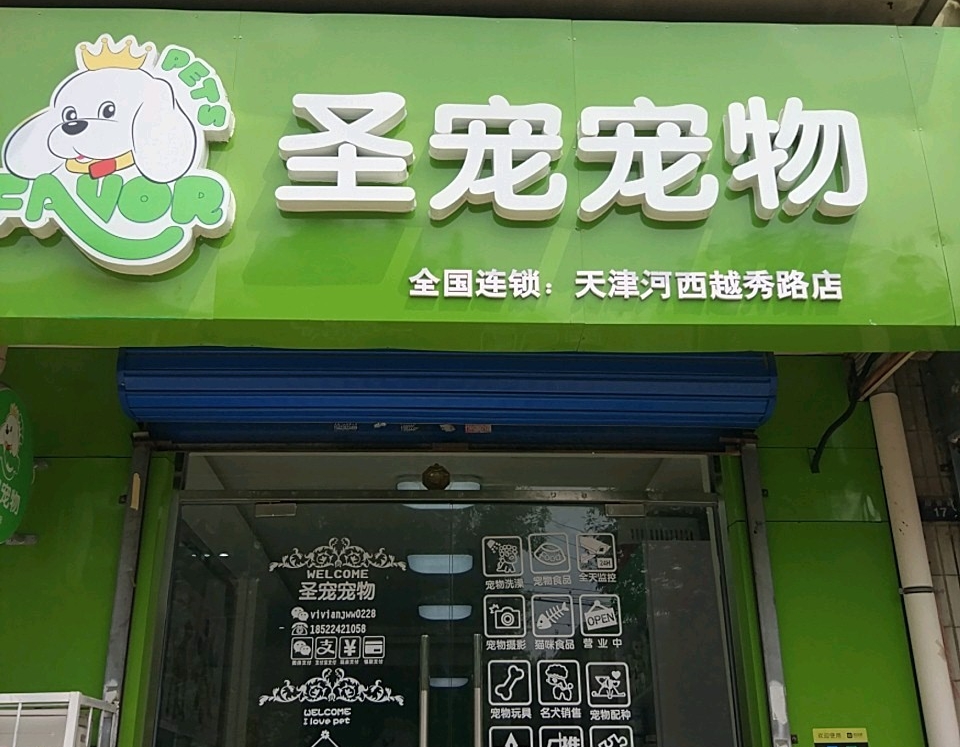 PETS
FAVOR
圣宠宠物
全国连锁：天津河西越秀路店
宠物
WELCOME
圣宠宠物
vivianjww0228
18522421058
WELCOME
I love pet
24H
宠物洗澡 宠物食品 全天监控
OPEN
宠物摄影 猫咪食品 营业中
宠物玩具 名犬销售 宠物配种
17